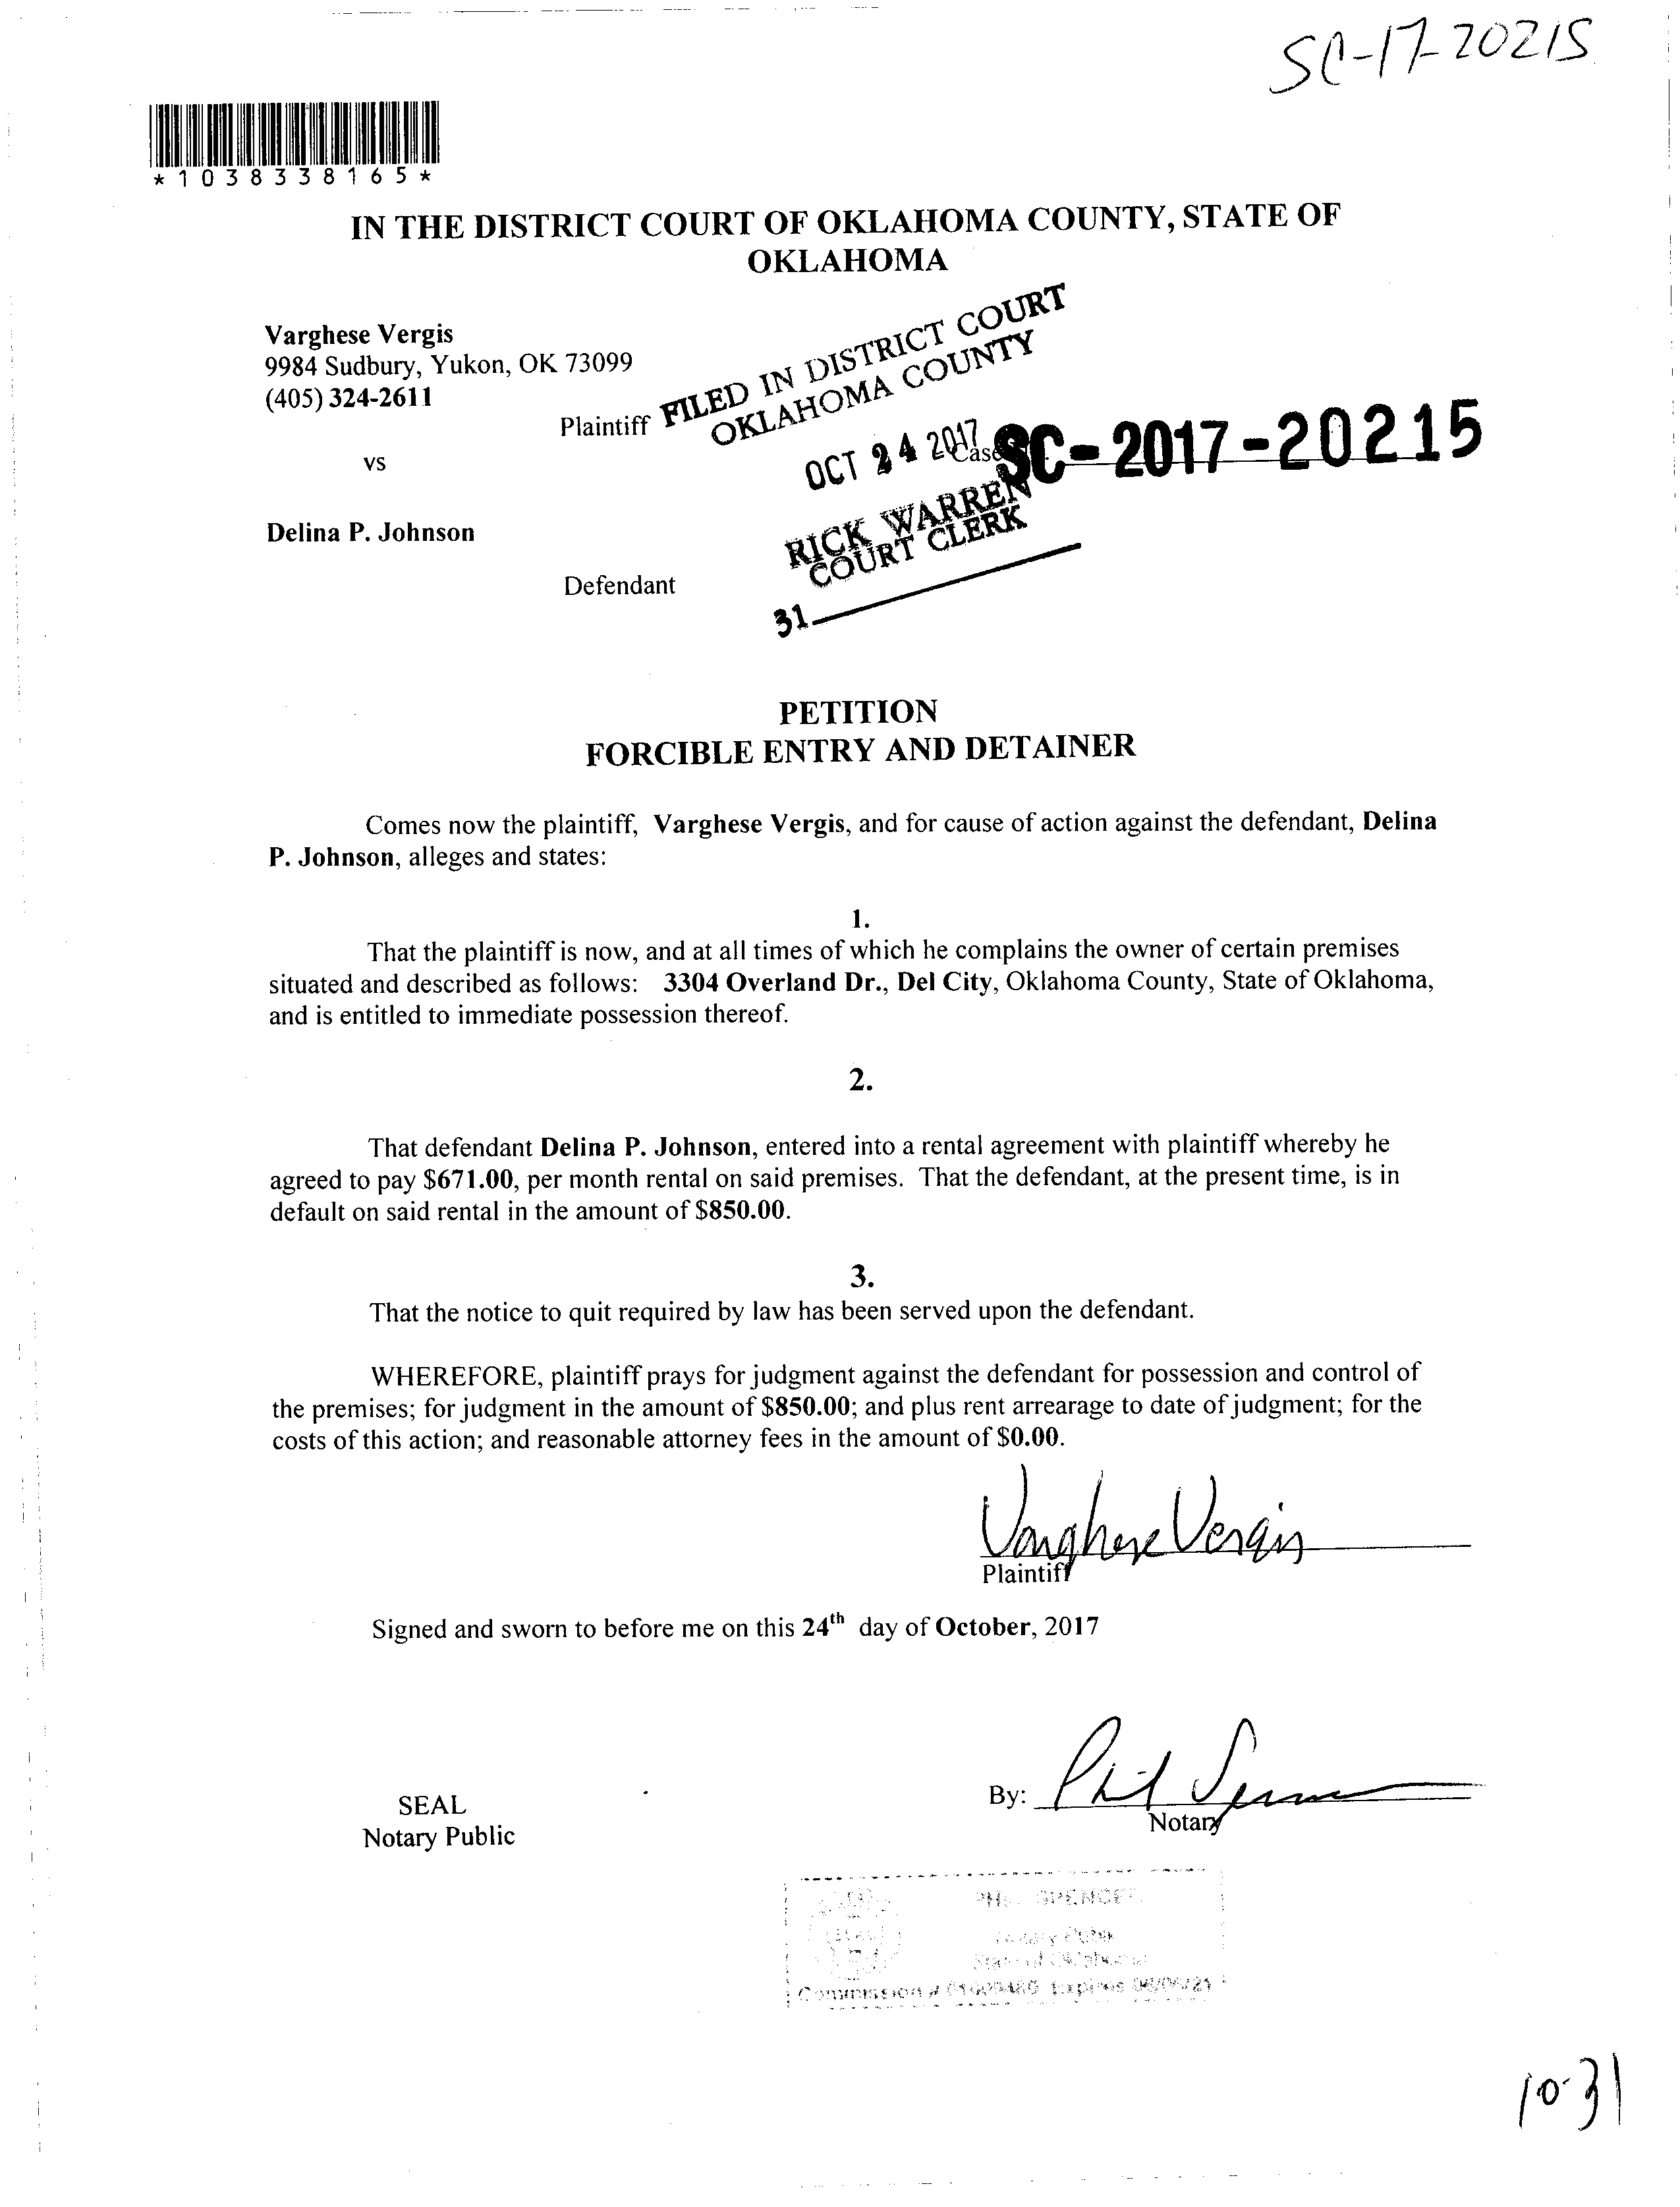 SC-17-20215
*1038338165*
IN THE DISTRICT COURT OF OKLAHOMA COUNTY, STATE OF
OKLAHOMA
Varghese Vergis
9984 Sudbury, Yukon, OK 73099
(405) 324-2611
Plaintiff
FILED IN DISTRICT COURT
OKLAHOMA COUNTY
OCT 24 2017
Case
SC-2017-20215
vs
RICK WARREN
COURT CLERK
31
Delina P. Johnson
Defendant
PETITION
FORCIBLE ENTRY AND DETAINER
Comes now the plaintiff, Varghese Vergis, and for cause of action against the defendant, Delina
P. Johnson, alleges and states:
1.
That the plaintiff is now, and at all times of which he complains the owner of certain premises
situated and described as follows: 3304 Overland Dr., Del City, Oklahoma County, State of Oklahoma,
and is entitled to immediate possession thereof.
2.
That defendant Delina P. Johnson, entered into a rental agreement with plaintiff whereby he
agreed to pay $671.00, per month rental on said premises. That the defendant, at the present time, is in
default on said rental in the amount of $850.00.
3.
That the notice to quit required by law has been served upon the defendant.
WHEREFORE, plaintiff prays for judgment against the defendant for possession and control of
the premises; for judgment in the amount of $850.00; and plus rent arrearage to date of judgment; for the
costs of this action; and reasonable attorney fees in the amount of $0.00.
Varghese Vergis
Plaintiff
Signed and sworn to before me on this 24th day of October, 2017
By:
Phil
Notary
SEAL
Notary Public
Notary Public
State of Oklahoma
Commission # Expires
10-31